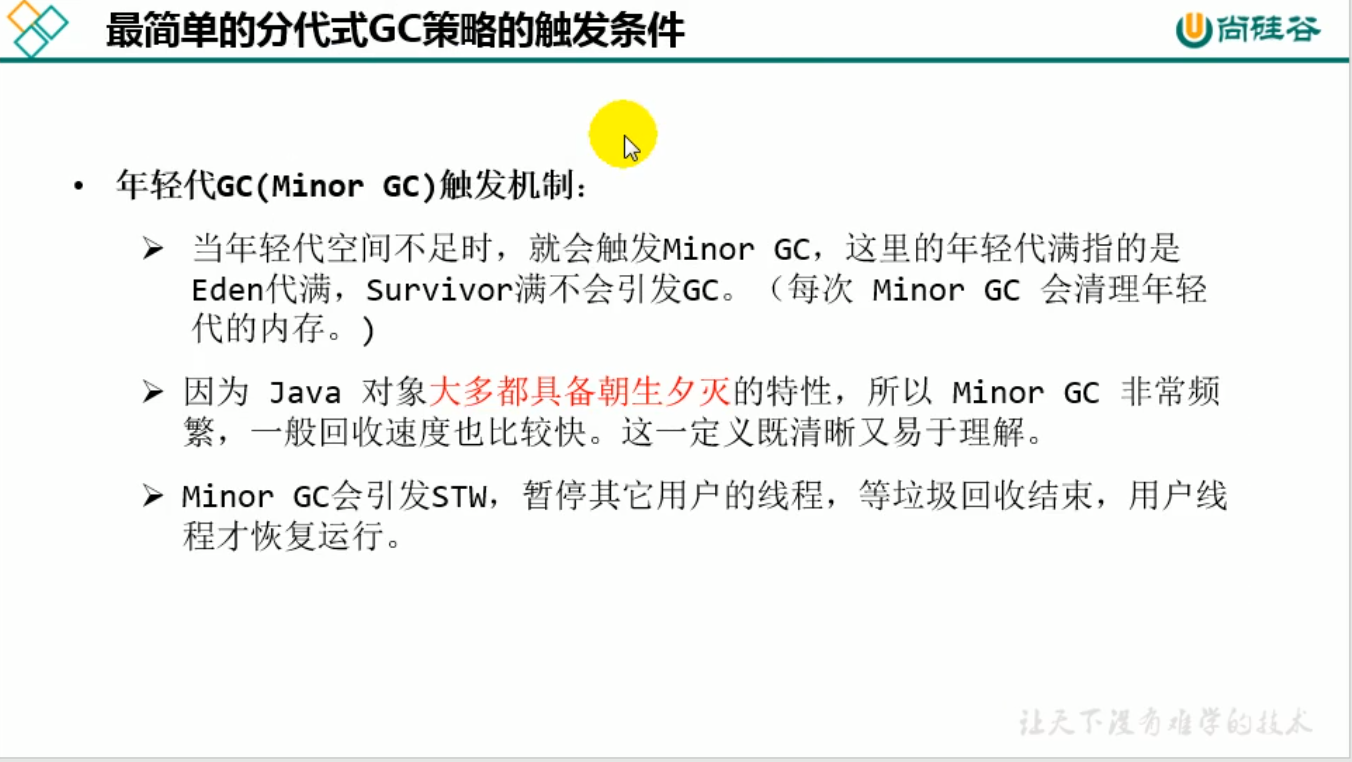 最简单的分代式GC策略的触发条件
尚硅谷
• 年轻代GC(Minor GC)触发机制：
➢ 当年轻代空间不足时，就会触发Minor GC，这里的年轻代满指的是
Eden代满，Survivor满不会引发GC。（每次 Minor GC 会清理年轻
代的内存。)
➢ 因为 Java 对象大多都具备朝生夕灭的特性，所以 Minor GC 非常频
繁，一般回收速度也比较快。这一定义既清晰又易于理解。
➢ Minor GC会引发STW，暂停其它用户的线程，等垃圾回收结束，用户线
程才恢复运行。
让天下没有难学的技术